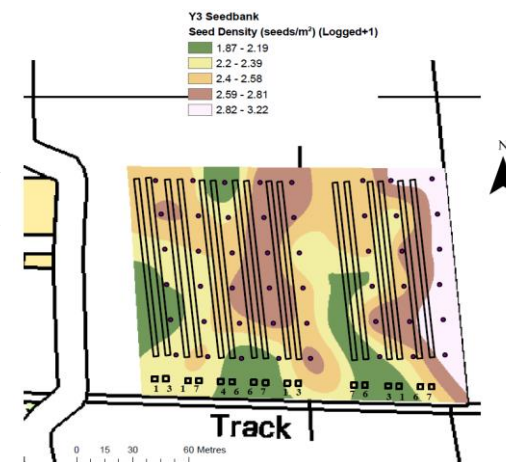 Y3 Seedbank
Seed Density (seeds/m²) (Logged+1)
1.87 - 2.19
2.2 - 2.39
2.4 - 2.58
2.59 - 2.81
2.82 - 3.22
N
1 3 1 7 4 6 6 7 1 3 7 6 3 1 6 7
Track
0 15 30 60 Metres